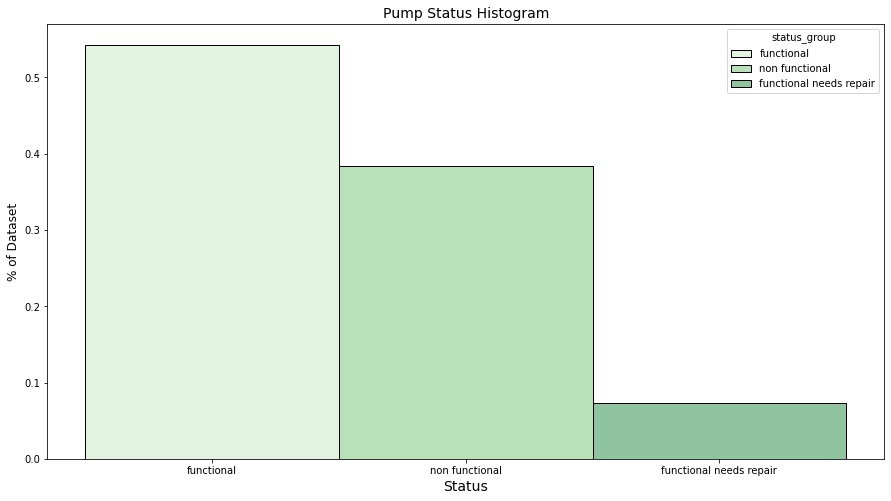 Pump Status Histogram
status_group
functional
non functional
functional needs repair
% of Dataset
0.5
0.4
0.3
0.2
0.1
0.0
functional
non functional
functional needs repair
Status